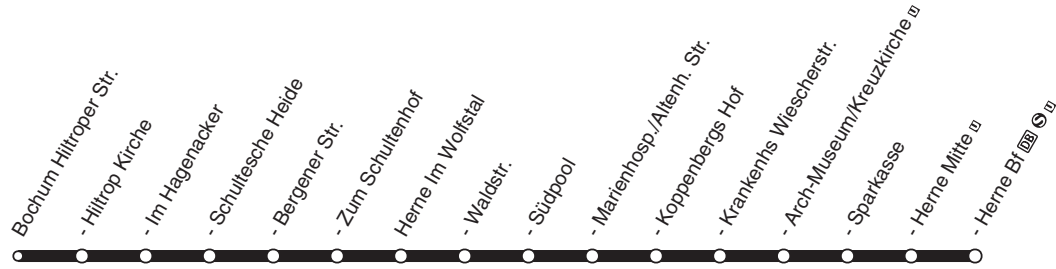 Bochum Hiltroper Str.
- Hiltrop Kirche
- Im Hagenacker
- Schultesche Heide
- Bergener Str.
- Zum Schultenhof
Herne Im Wolfstal
- Waldstr.
- Südpool
- Marienhosp./Altenh. Str.
- Koppenbergs Hof
- Krankenhs Wiescherstr.
- Arch-Museum/Kreuzkirche U
- Sparkasse
- Herne Mitte U
- Herne Bf DB S U